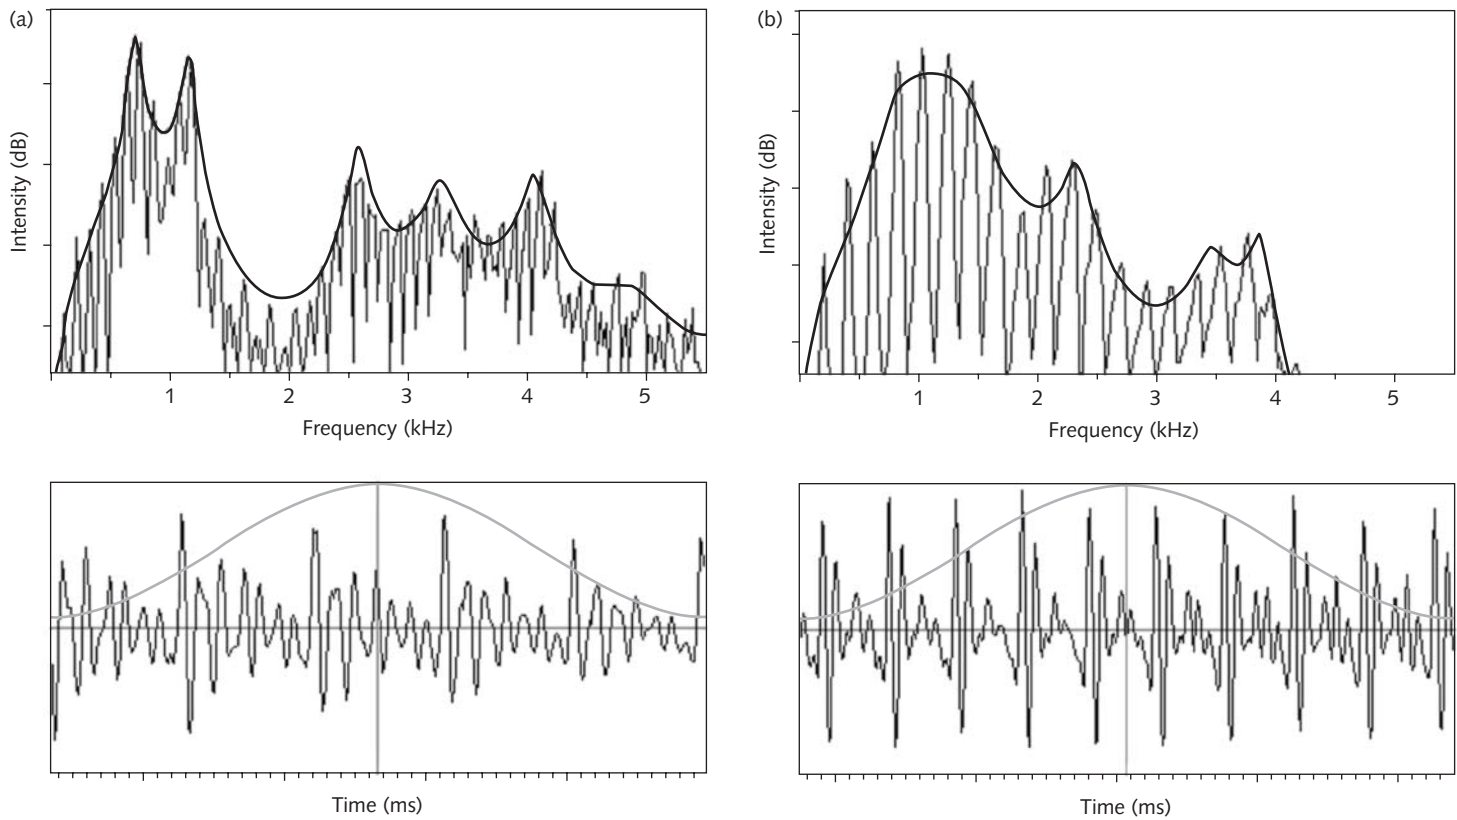 (a)
Intensity (dB)
1 2 3 4 5
Frequency (kHz)
Time (ms)
(b)
Intensity (dB)
1 2 3 4 5
Frequency (kHz)
Time (ms)